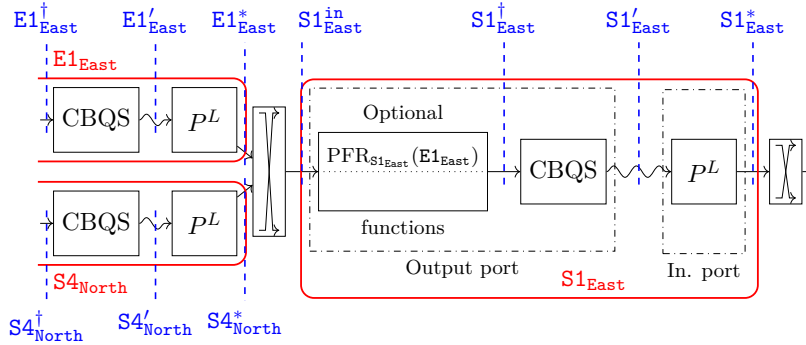 E1†East E1′East E1*East S1inEast S1†East S1′East S1*East
E1East
Optional
CBQS P^L
PFR_S1East(E1East) CBQS P^L
CBQS P^L
functions
Output port In. port
S4North S1East
S4†North S4′North S4*North